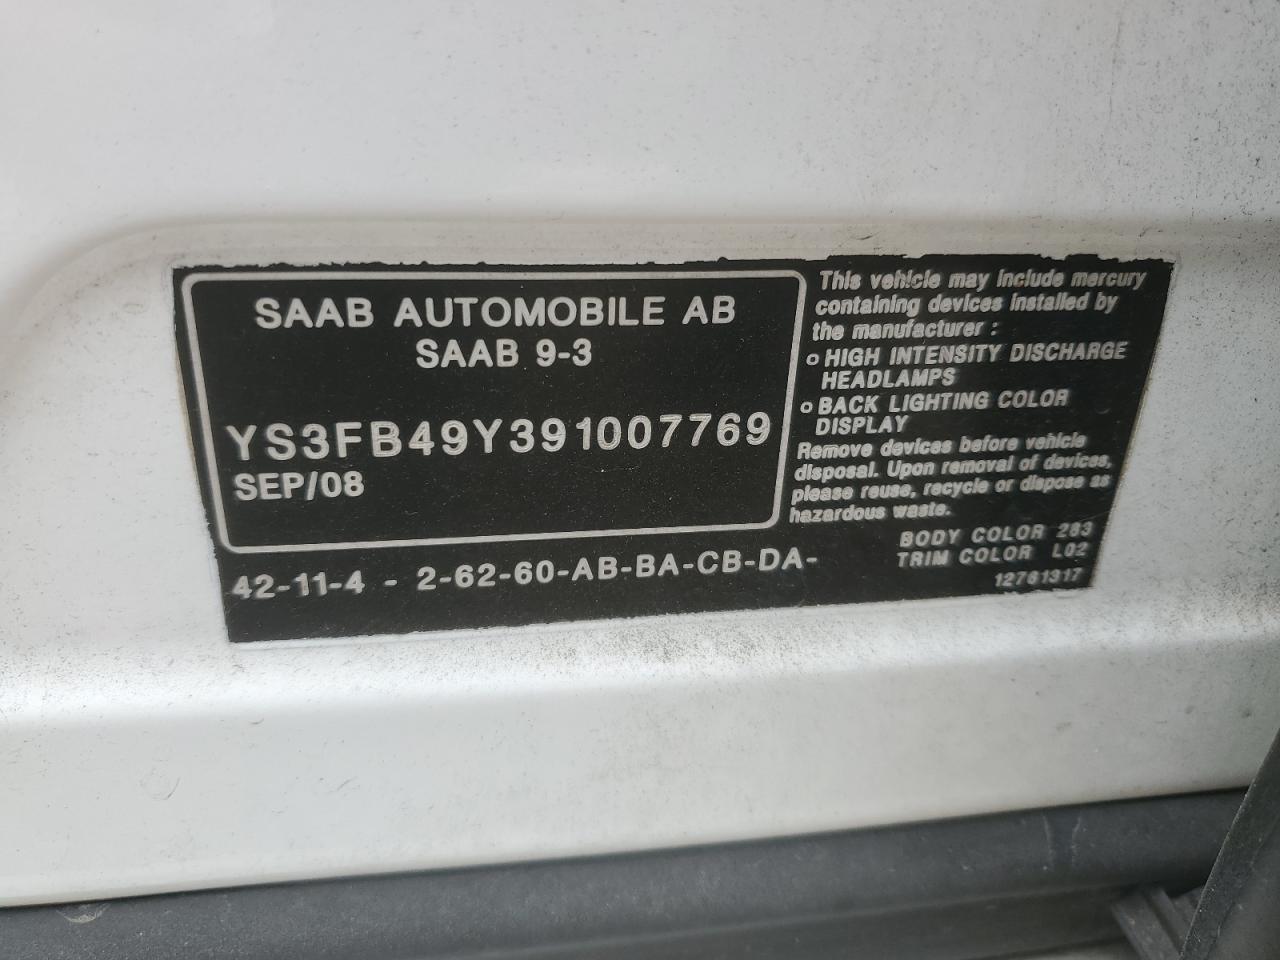 SAAB AUTOMOBILE AB
SAAB 9-3
YS3FB49Y391007769
SEP/08
42-11-4 - 2-62-60-AB-BA-CB-DA-
This vehicle may include mercury
containing devices installed by
the manufacturer :
o HIGH INTENSITY DISCHARGE
HEADLAMPS
o BACK LIGHTING COLOR
DISPLAY
Remove devices before vehicle
disposal. Upon removal of devices,
please reuse, recycle or dispose as
hazardous waste.
BODY COLOR 283
TRIM COLOR L02
12781317